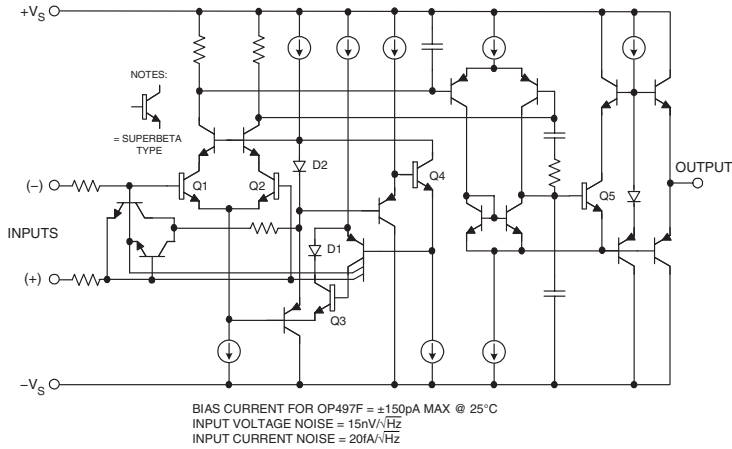 +VS
NOTES:
= SUPERBETA
TYPE
D2
Q4
OUTPUT
(–)
Q1
Q2
Q5
INPUTS
D1
(+)
Q3
–VS
BIAS CURRENT FOR OP497F = ±150pA MAX @ 25°C
INPUT VOLTAGE NOISE = 15nV/√Hz
INPUT CURRENT NOISE = 20fA/√Hz